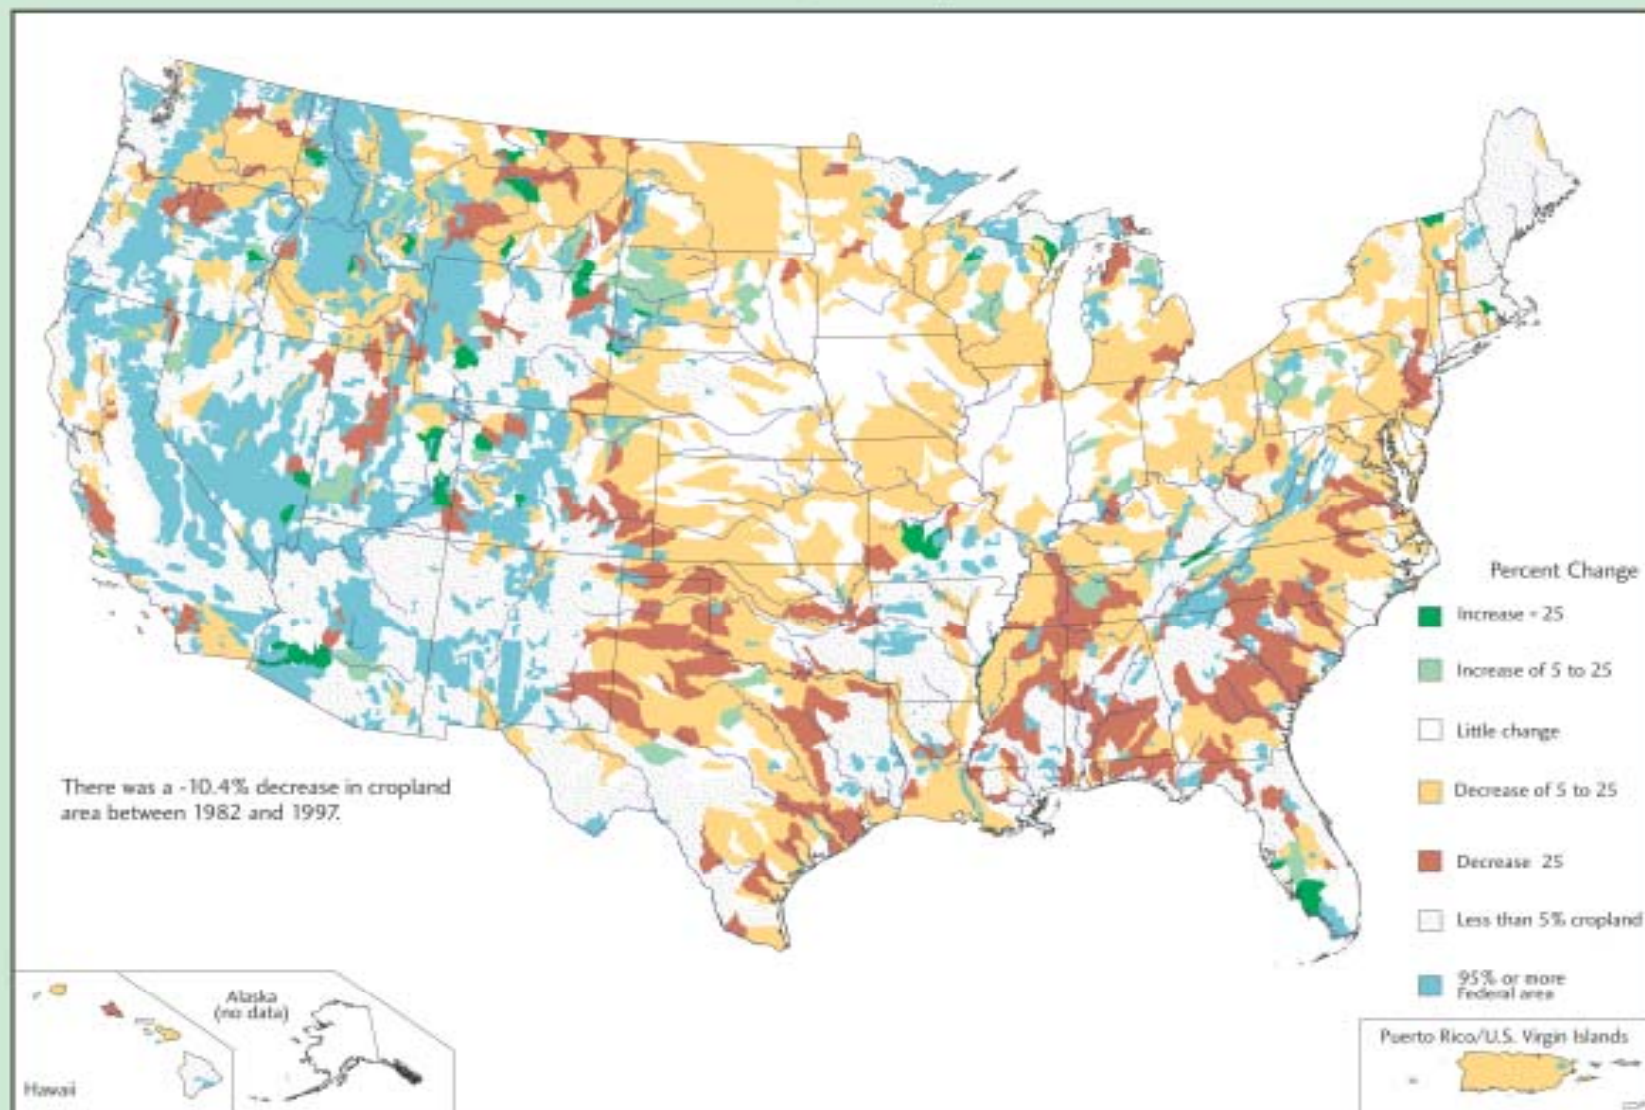 Percent Change
Increase > 25
Increase of 5 to 25
Little change
Decrease of 5 to 25
Decrease 25
Less than 5% cropland
95% or more
Federal area
There was a -10.4% decrease in cropland
area between 1982 and 1997.
Alaska
(no data)
Hawaii
Puerto Rico/U.S. Virgin Islands